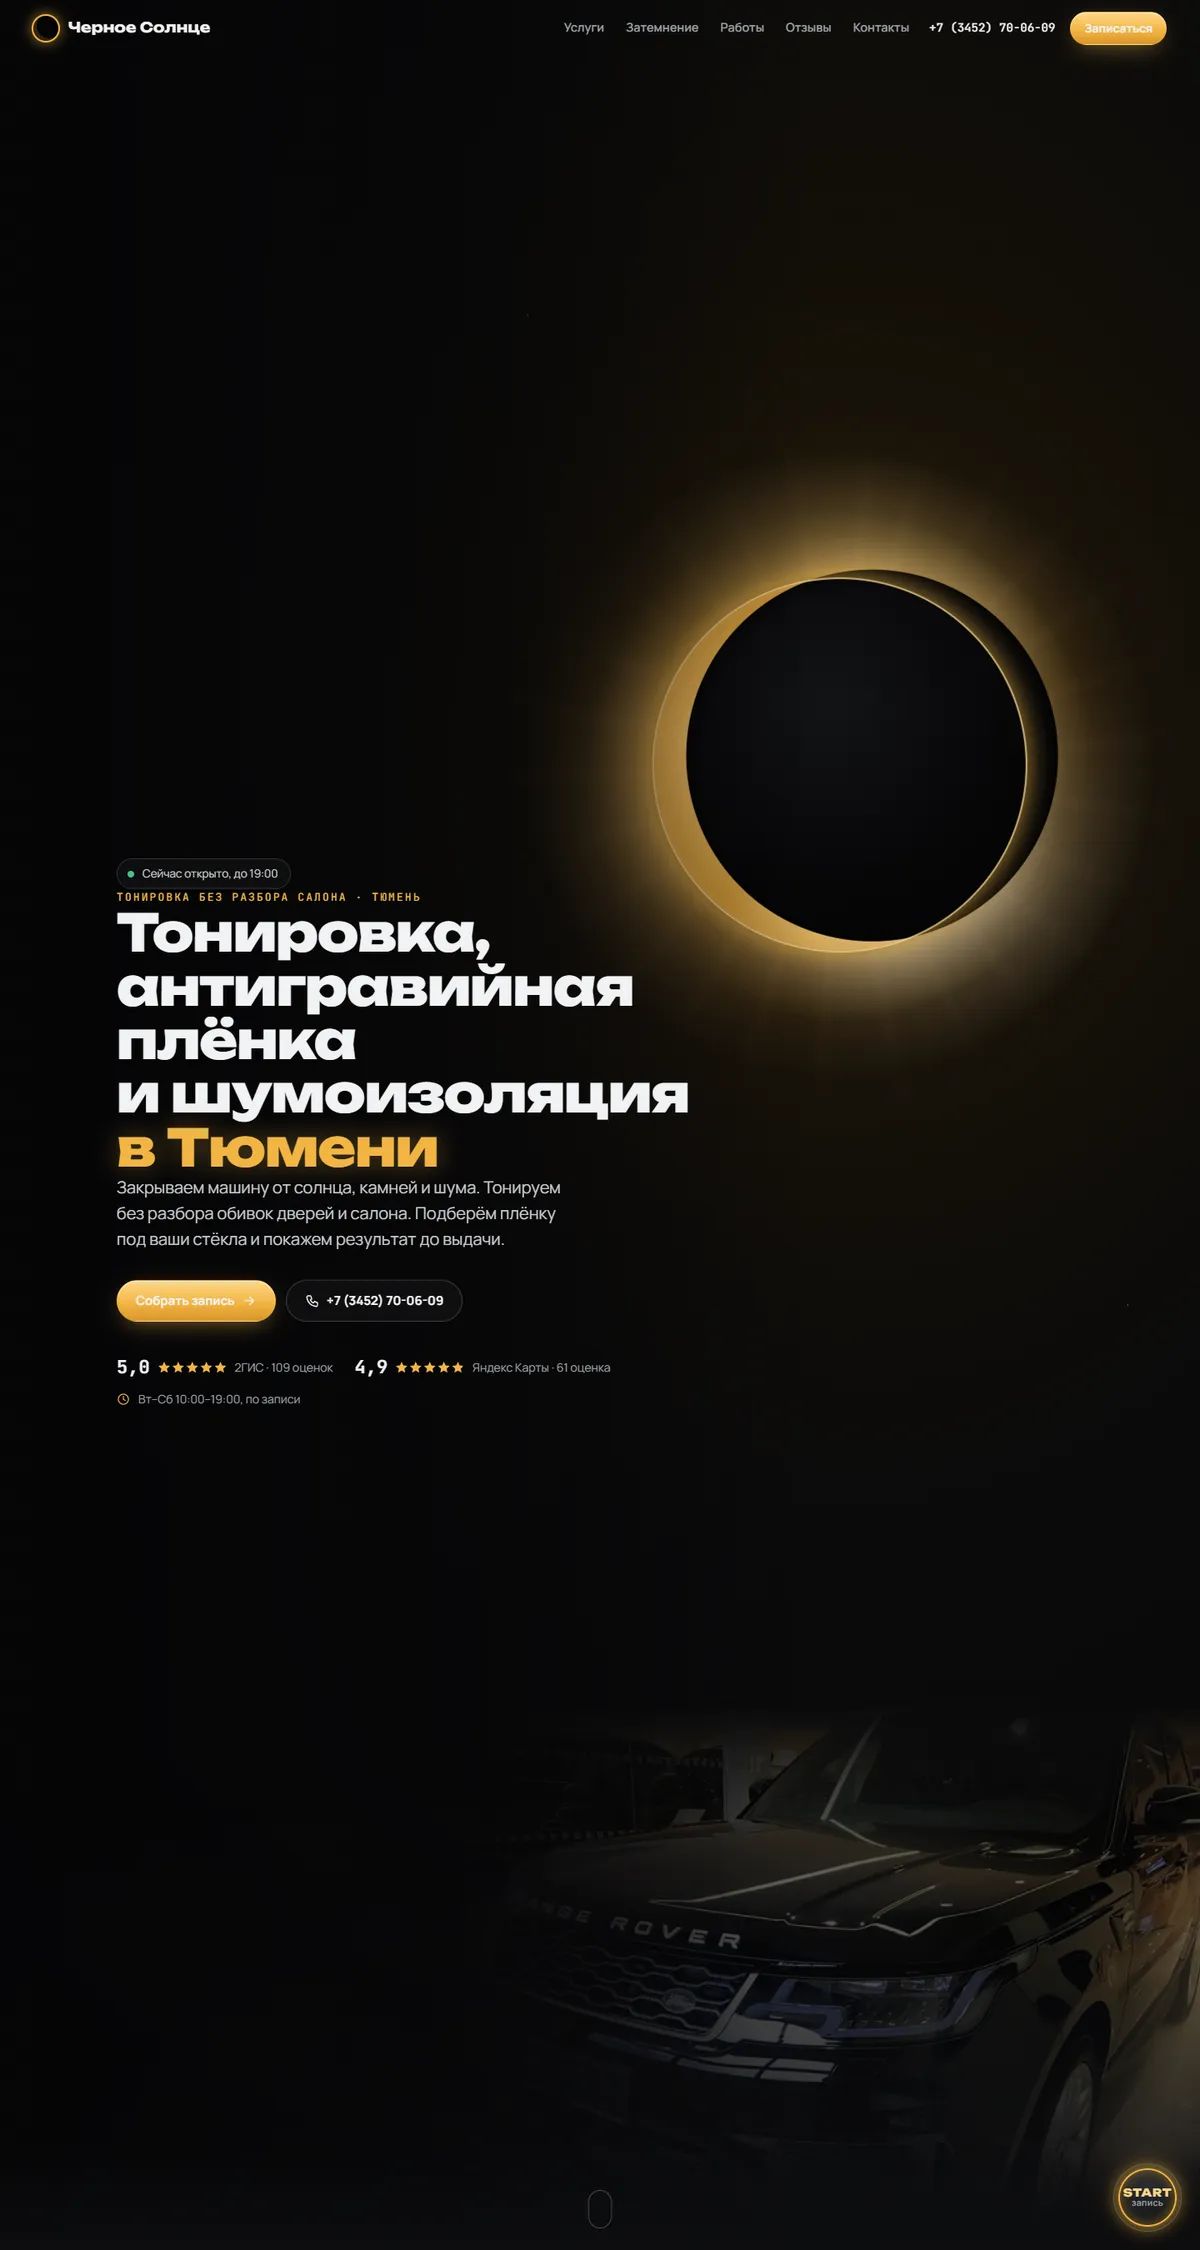 Черное Солнце
Услуги
Затемнение
Работы
Отзывы
Контакты
+7 (3452) 70-06-09
Записаться
Сейчас открыто, до 19:00
ТОНИРОВКА БЕЗ РАЗБОРА САЛОНА · ТЮМЕНЬ
Тонировка,
антигравийная
плёнка
и шумоизоляция
в Тюмени
Закрываем машину от солнца, камней и шума. Тонируем
без разбора обивок дверей и салона. Подберём плёнку
под ваши стёкла и покажем результат до выдачи.
Собрать запись →
+7 (3452) 70-06-09
5,0 ★★★★★ 2ГИС · 109 оценок
4,9 ★★★★★ Яндекс Карты · 61 оценка
Вт–Сб 10:00–19:00, по записи
ROVER
START
запись